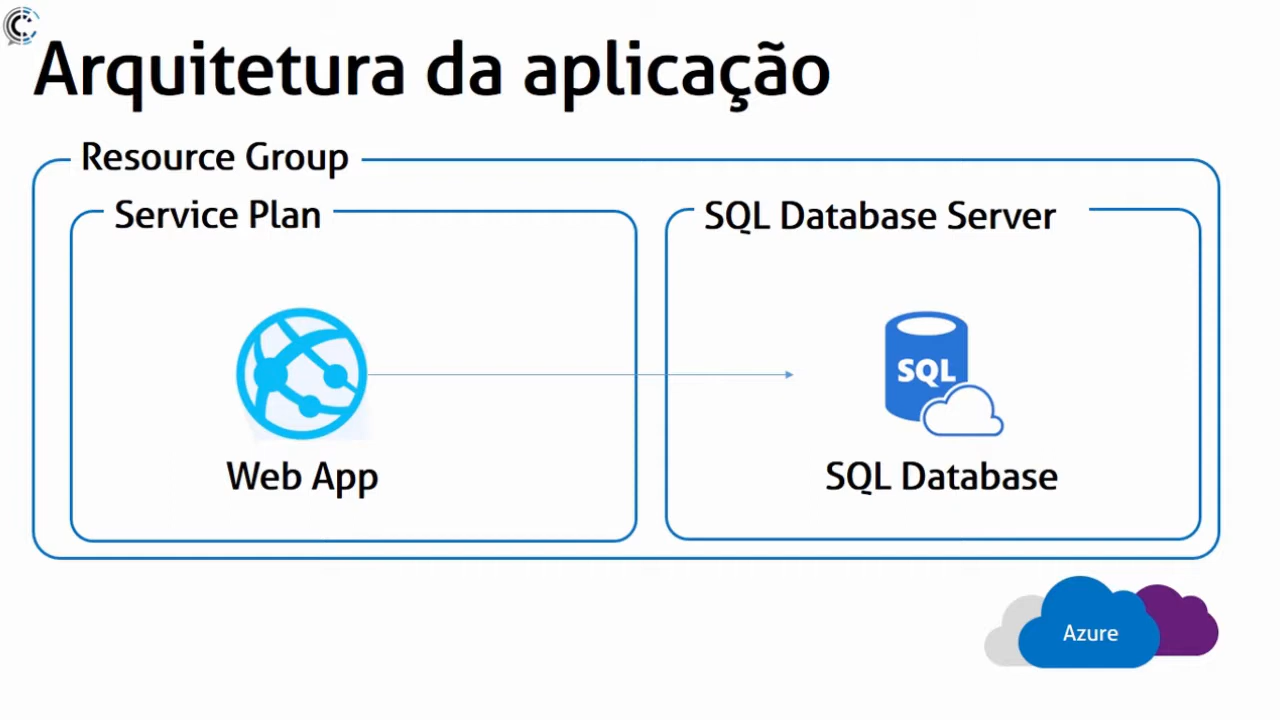 Arquitetura da aplicação
Resource Group
Service Plan
SQL Database Server
SQL
Web App
SQL Database
Azure